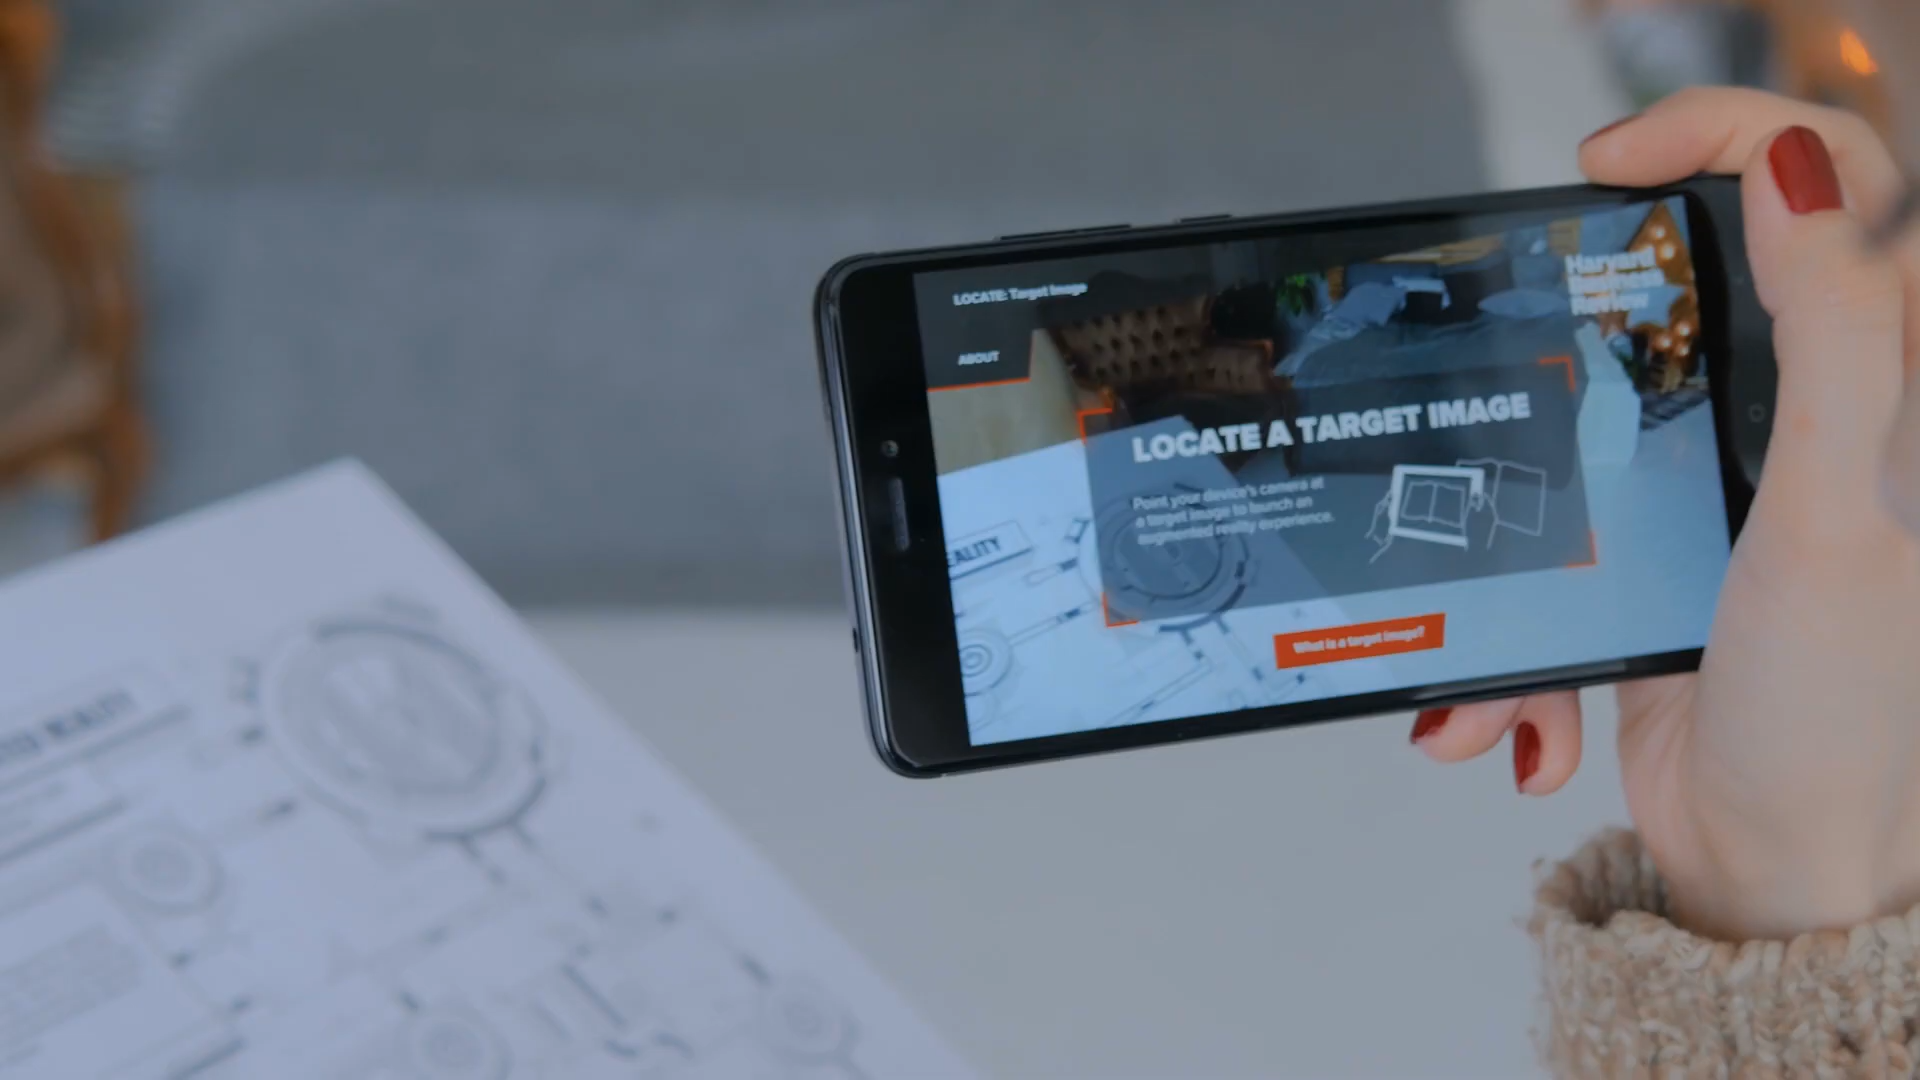 LOCATE: Target Image
Harvard
Business
Review
ABOUT
LOCATE A TARGET IMAGE
Point your device's camera at
a target image to launch an
augmented reality experience.
EALITY
What is a target image?
REALITY